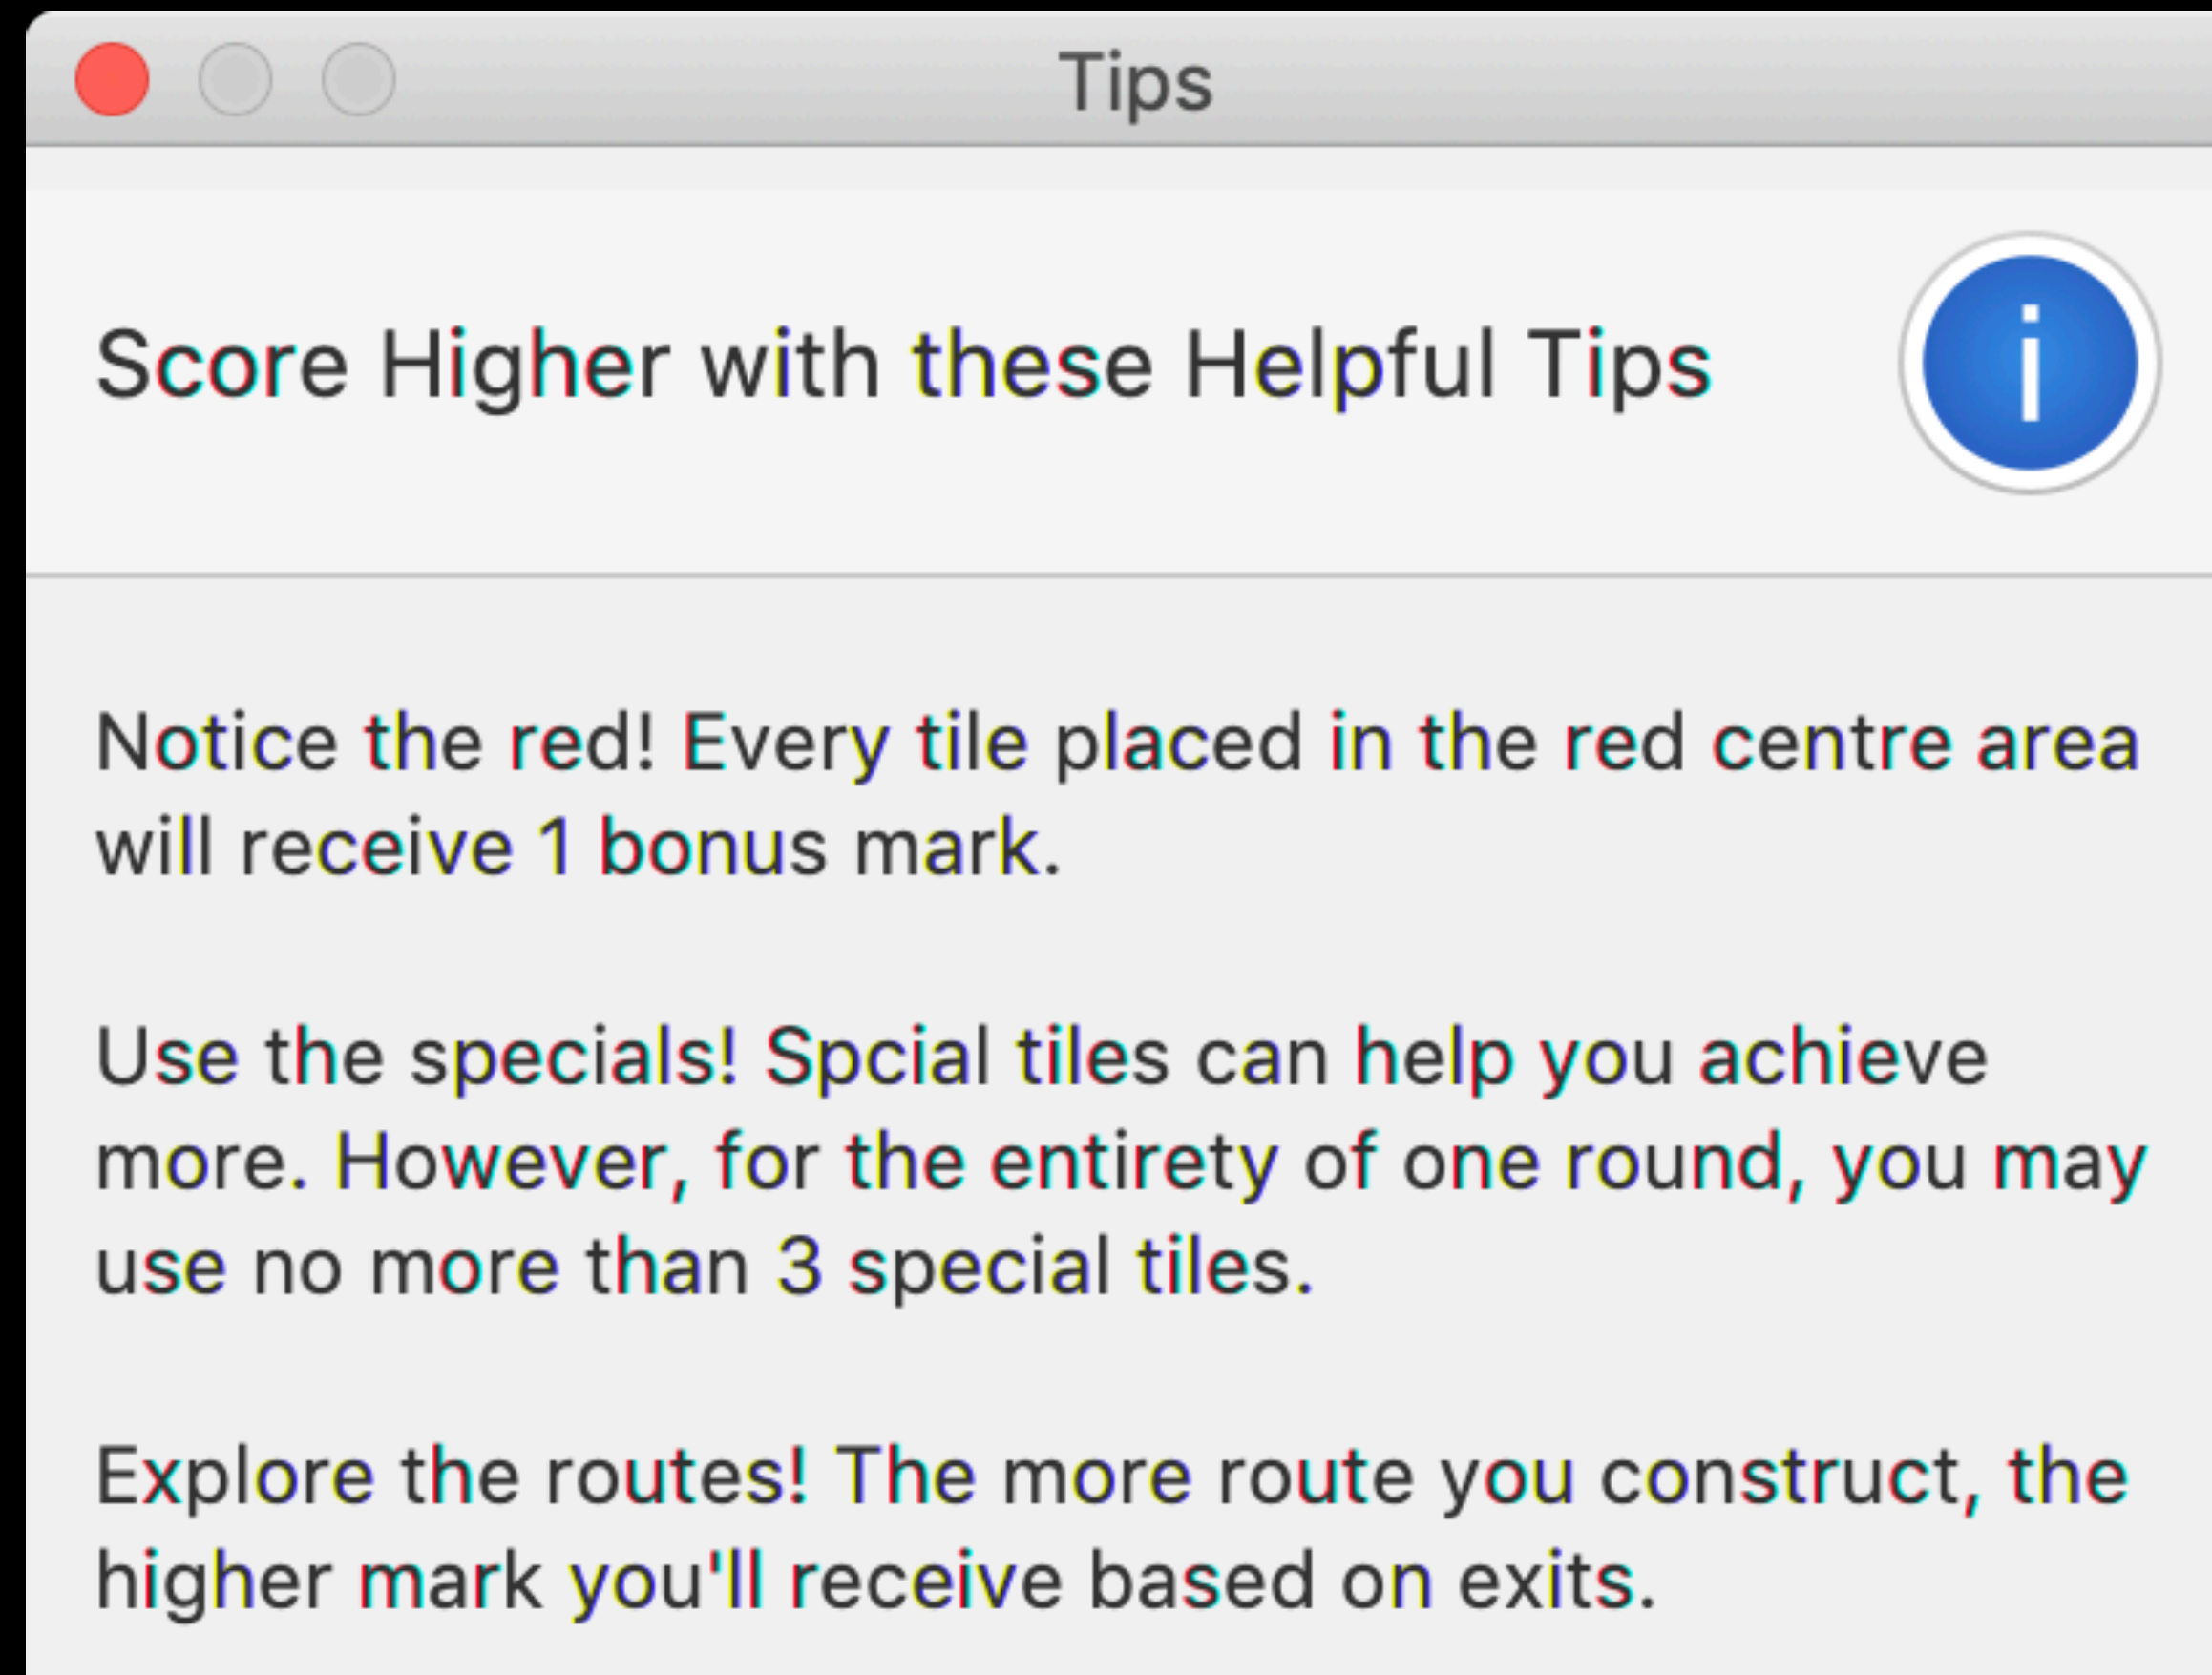 Tips
Score Higher with these Helpful Tips
i
Notice the red! Every tile placed in the red centre area
will receive 1 bonus mark.
Use the specials! Spcial tiles can help you achieve
more. However, for the entirety of one round, you may
use no more than 3 special tiles.
Explore the routes! The more route you construct, the
higher mark you'll receive based on exits.